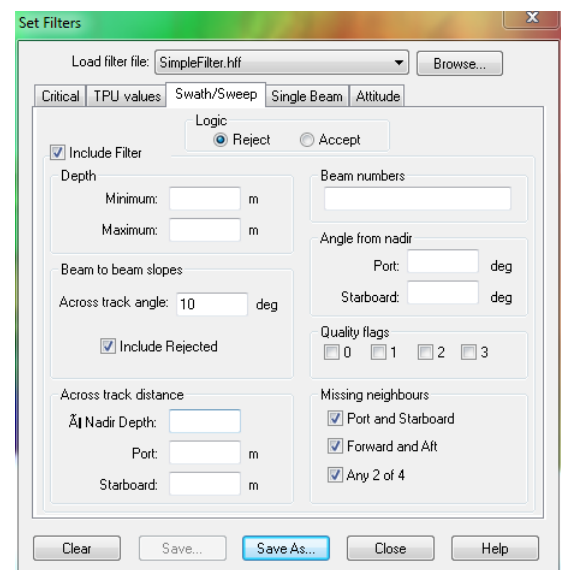 Set Filters
Load filter file: SimpleFilter.hff Browse...
Critical TPU values Swath/Sweep Single Beam Attitude
Logic
Reject Accept
Include Filter
Depth
Minimum: m
Maximum: m
Beam numbers
Angle from nadir
Port: deg
Starboard: deg
Beam to beam slopes
Across track angle: 10 deg
Include Rejected
Quality flags
0 1 2 3
Across track distance
Nadir Depth:
Port: m
Starboard: m
Missing neighbours
Port and Starboard
Forward and Aft
Any 2 of 4
Clear Save... Save As... Close Help